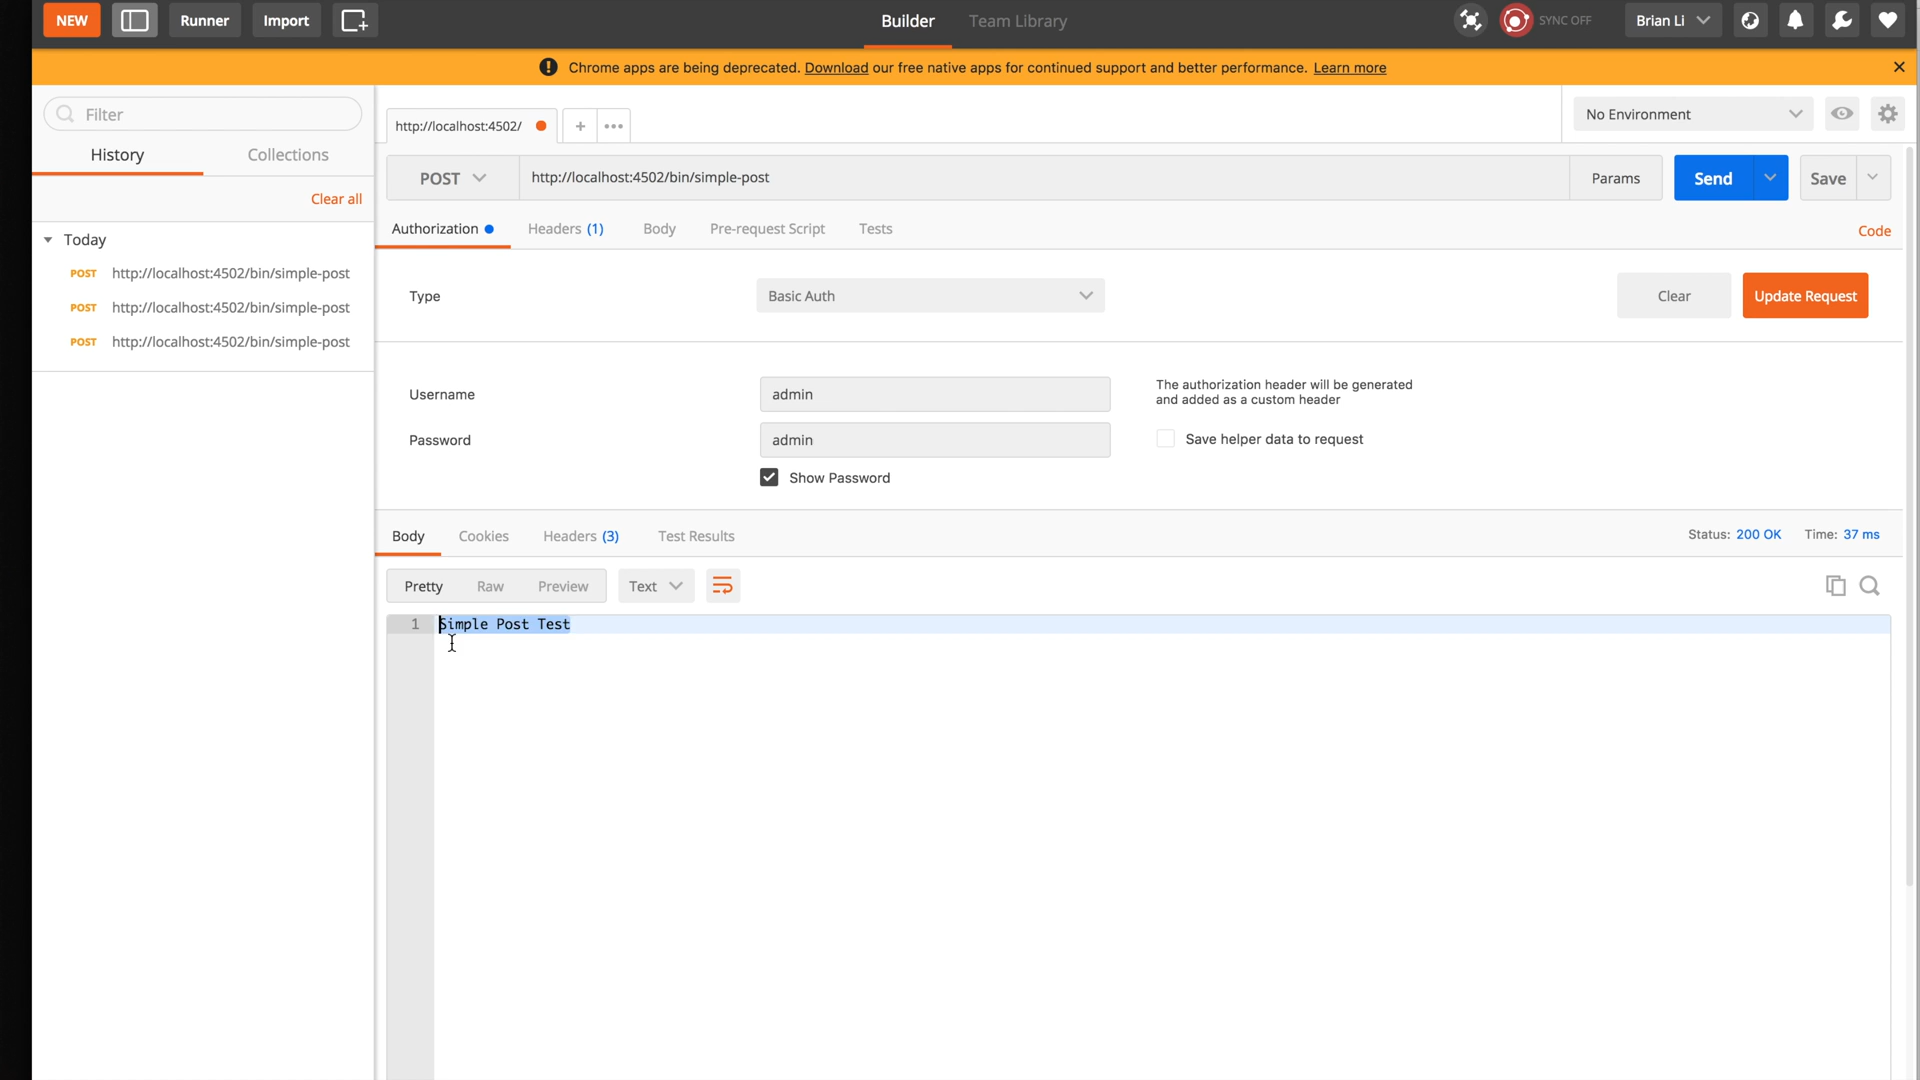 NEW Runner Import Builder Team Library SYNC OFF Brian Li
Chrome apps are being deprecated. Download our free native apps for continued support and better performance. Learn more
Filter
http://localhost:4502/
No Environment
History Collections
POST http://localhost:4502/bin/simple-post Params Send Save
Clear all
Authorization Headers (1) Body Pre-request Script Tests Code
Today
POST http://localhost:4502/bin/simple-post
POST http://localhost:4502/bin/simple-post
POST http://localhost:4502/bin/simple-post
Type Basic Auth Clear Update Request
Username admin
The authorization header will be generated
and added as a custom header
Password admin
Save helper data to request
Show Password
Body Cookies Headers (3) Test Results Status: 200 OK Time: 37 ms
Pretty Raw Preview Text
1 Simple Post Test